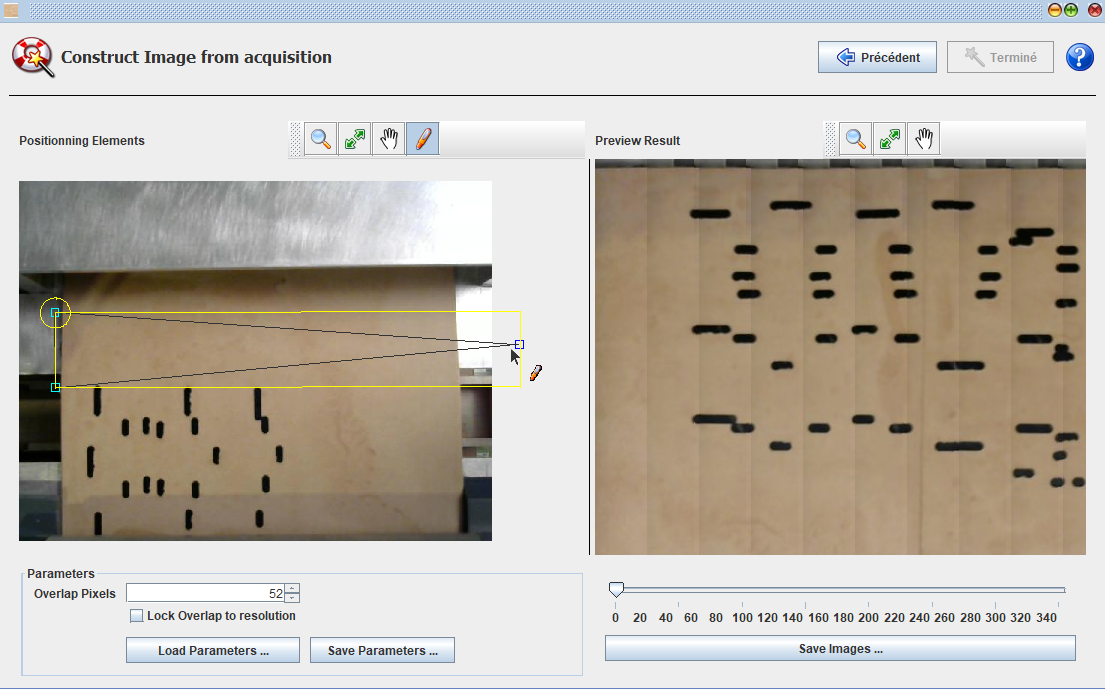 Construct Image from acquisition
Précédent
Terminé
?
Positionning Elements
Preview Result
Parameters
Overlap Pixels 52
Lock Overlap to resolution
Load Parameters ...
Save Parameters ...
0 20 40 60 80 100 120 140 160 180 200 220 240 260 280 300 320 340
Save Images ...